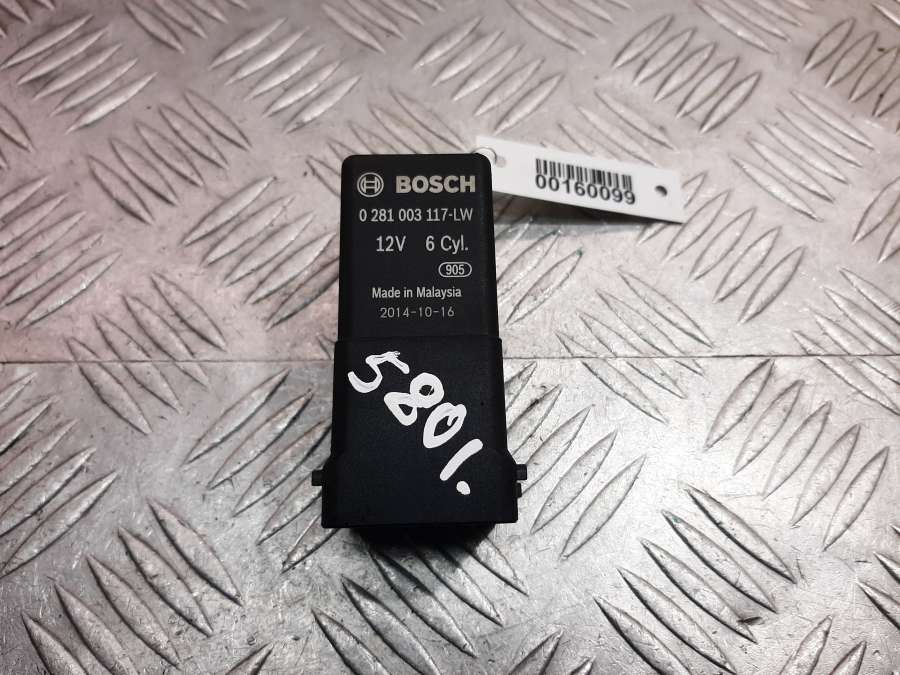 BOSCH
0 281 003 117-LW
12V 6 Cyl.
905
Made in Malaysia
2014-10-16
5801.
00160099